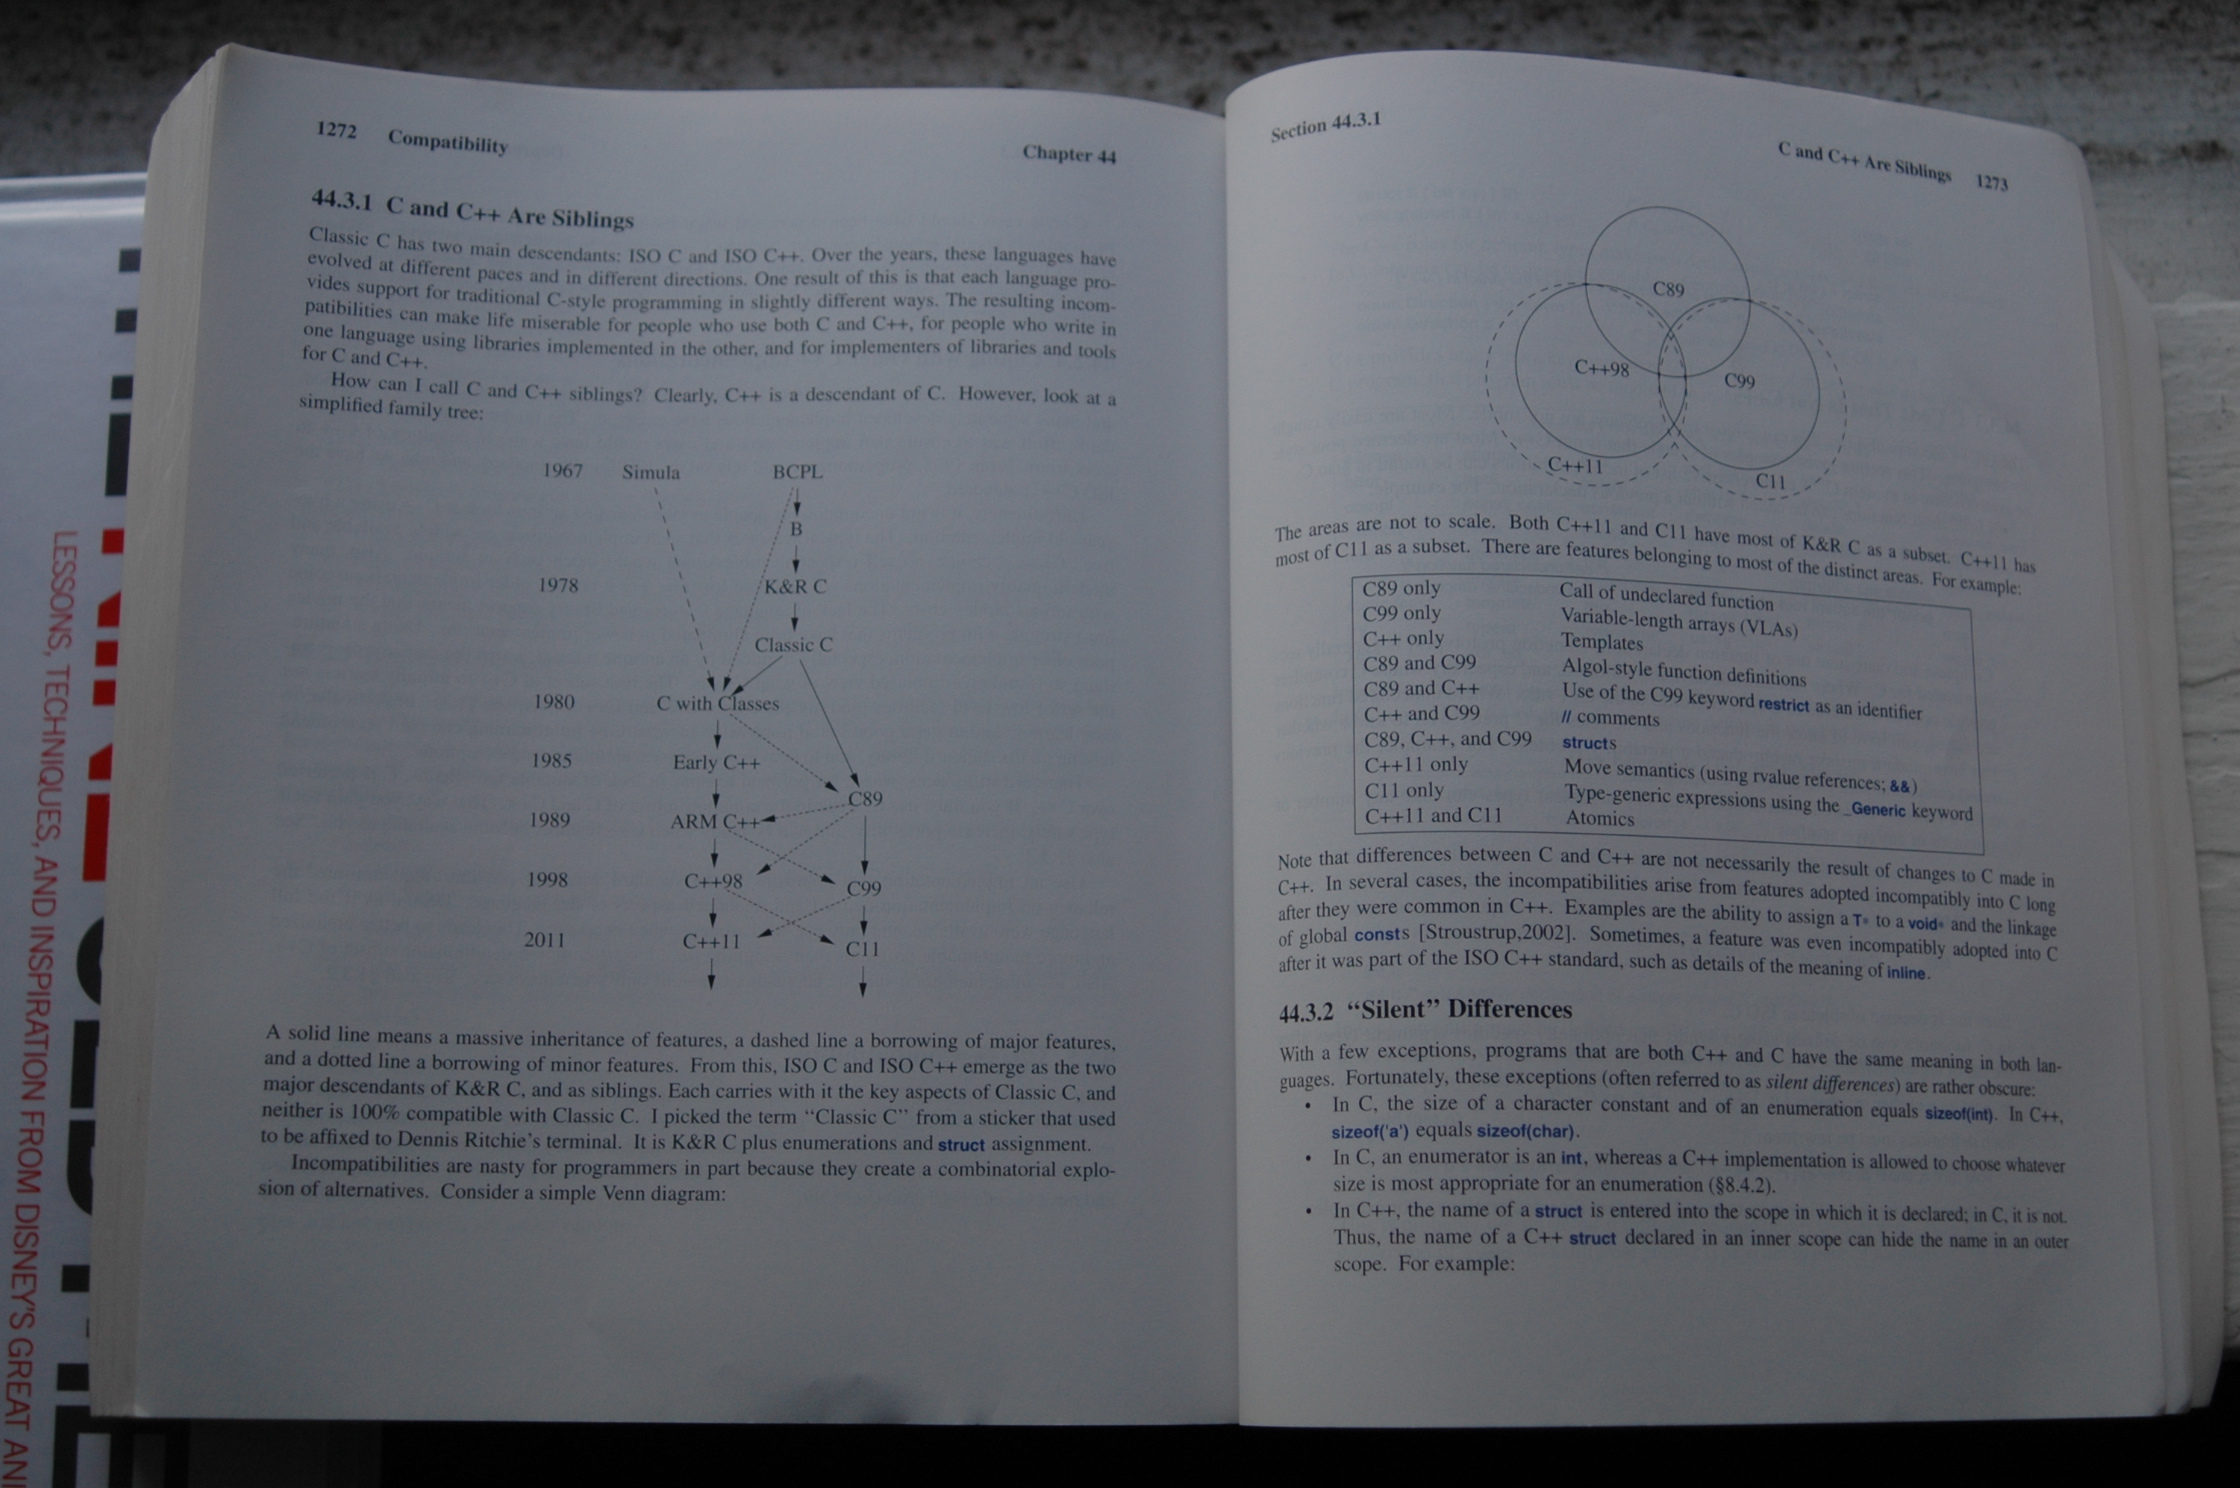 1272 Compatibility Chapter 44
44.3.1 C and C++ Are Siblings
Classic C has two main descendants: ISO C and ISO C++. Over the years, these languages have
evolved at different paces and in different directions. One result of this is that each language pro-
vides support for traditional C-style programming in slightly different ways. The resulting incom-
patibilities can make life miserable for people who use both C and C++, for people who write in
one language using libraries implemented in the other, and for implementers of libraries and tools
for C and C++.
How can I call C and C++ siblings? Clearly, C++ is a descendant of C. However, look at a
simplified family tree:
1967 Simula BCPL
B
1978 K&R C
Classic C
1980 C with Classes
1985 Early C++
C89
1989 ARM C++
1998 C++98 C99
2011 C++11 C11
A solid line means a massive inheritance of features, a dashed line a borrowing of major features,
and a dotted line a borrowing of minor features. From this, ISO C and ISO C++ emerge as the two
major descendants of K&R C, and as siblings. Each carries with it the key aspects of Classic C, and
neither is 100% compatible with Classic C. I picked the term “Classic C” from a sticker that used
to be affixed to Dennis Ritchie’s terminal. It is K&R C plus enumerations and struct assignment.
Incompatibilities are nasty for programmers in part because they create a combinatorial explo-
sion of alternatives. Consider a simple Venn diagram:
Section 44.3.1 C and C++ Are Siblings 1273
C89
C++98 C99
C++11 C11
The areas are not to scale. Both C++11 and C11 have most of K&R C as a subset. C++11 has
most of C11 as a subset. There are features belonging to most of the distinct areas. For example:
C89 only Call of undeclared function
C99 only Variable-length arrays (VLAs)
C++ only Templates
C89 and C99 Algol-style function definitions
C89 and C++ Use of the C99 keyword restrict as an identifier
C++ and C99 // comments
C89, C++, and C99 structs
C++11 only Move semantics (using rvalue references; &&)
C11 only Type-generic expressions using the _Generic keyword
C++11 and C11 Atomics
Note that differences between C and C++ are not necessarily the result of changes to C made in
C++. In several cases, the incompatibilities arise from features adopted incompatibly into C long
after they were common in C++. Examples are the ability to assign a T* to a void* and the linkage
of global consts [Stroustrup,2002]. Sometimes, a feature was even incompatibly adopted into C
after it was part of the ISO C++ standard, such as details of the meaning of inline.
44.3.2 “Silent” Differences
With a few exceptions, programs that are both C++ and C have the same meaning in both lan-
guages. Fortunately, these exceptions (often referred to as silent differences) are rather obscure:
• In C, the size of a character constant and of an enumeration equals sizeof(int). In C++,
sizeof('a') equals sizeof(char).
• In C, an enumerator is an int, whereas a C++ implementation is allowed to choose whatever
size is most appropriate for an enumeration (§8.4.2).
• In C++, the name of a struct is entered into the scope in which it is declared; in C, it is not.
Thus, the name of a C++ struct declared in an inner scope can hide the name in an outer
scope. For example:
LESSONS, TECHNIQUES, AND INSPIRATION FROM DISNEY'S GREAT